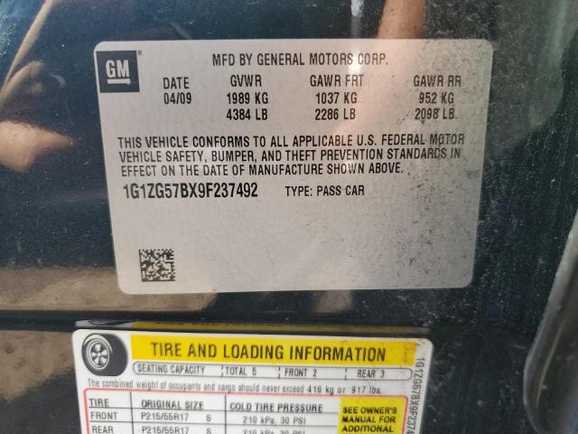 GM
MFD BY GENERAL MOTORS CORP.
DATE GVWR GAWR FRT GAWR RR
04/09 1989 KG 1037 KG 952 KG
4384 LB 2286 LB 2098 LB
THIS VEHICLE CONFORMS TO ALL APPLICABLE U.S. FEDERAL MOTOR
VEHICLE SAFETY, BUMPER, AND THEFT PREVENTION STANDARDS IN
EFFECT ON THE DATE OF MANUFACTURE SHOWN ABOVE.
1G1ZG57BX9F237492 TYPE: PASS CAR
TIRE AND LOADING INFORMATION
SEATING CAPACITY TOTAL 5 FRONT 2 REAR 3
The combined weight of occupants and cargo should never exceed 416 kg or 917 lbs.
TIRE ORIGINAL SIZE COLD TIRE PRESSURE
FRONT P215/55R17 S 210 kPa, 30 PSI
REAR P215/55R17 S 210 kPa, 30 PSI
SEE OWNER'S
MANUAL FOR
ADDITIONAL
1G1ZG57BX9F2374